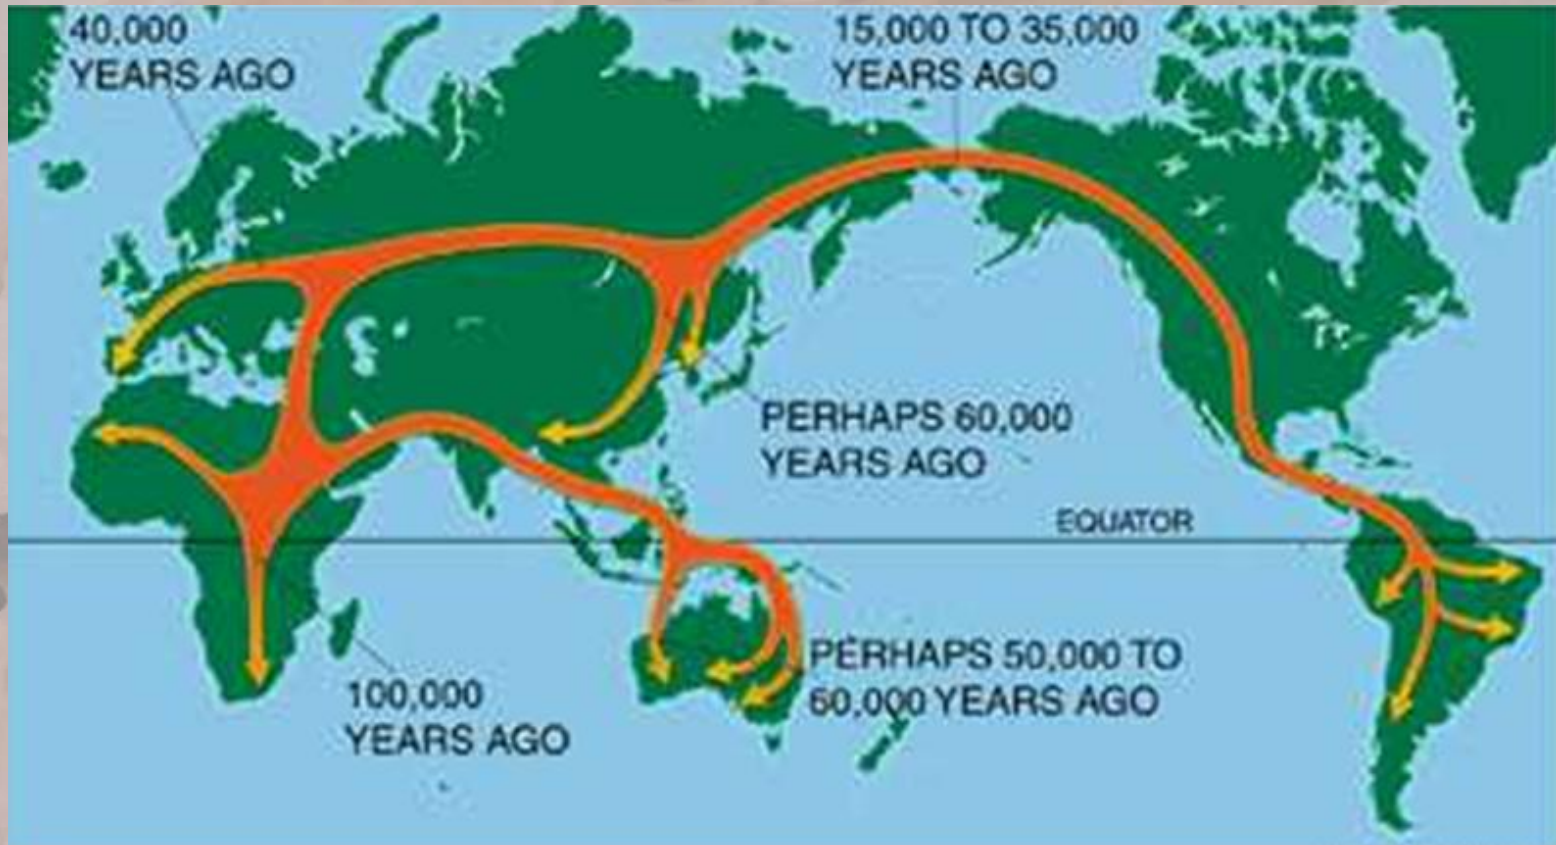 40,000
YEARS AGO
15,000 TO 35,000
YEARS AGO
PERHAPS 60,000
YEARS AGO
EQUATOR
PERHAPS 50,000 TO
60,000 YEARS AGO
100,000
YEARS AGO